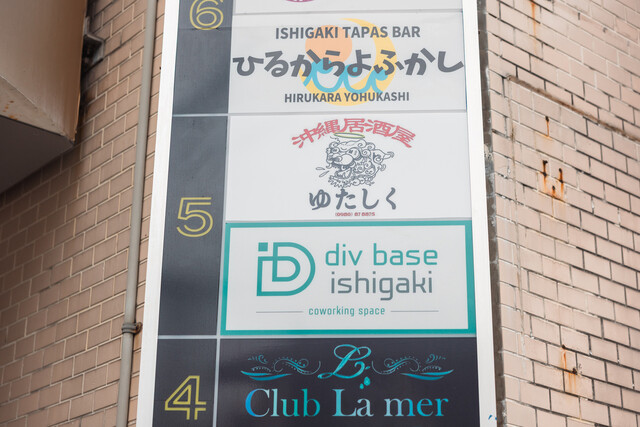 6
ISHIGAKI TAPAS BAR
ひるからよふかし
HIRUKARA YOHUKASHI
5
沖縄居酒屋
ゆたしく
div base
ishigaki
coworking space
4
L
Club La mer